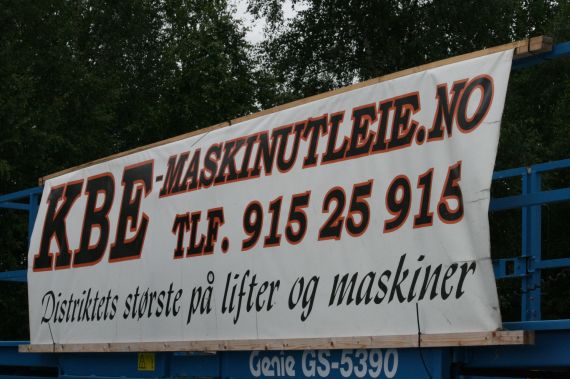 KBE-MASKINUTLEIE.NO
TLF. 915 25 915
Distriktets største på lifter og maskiner
Genie GS-5390